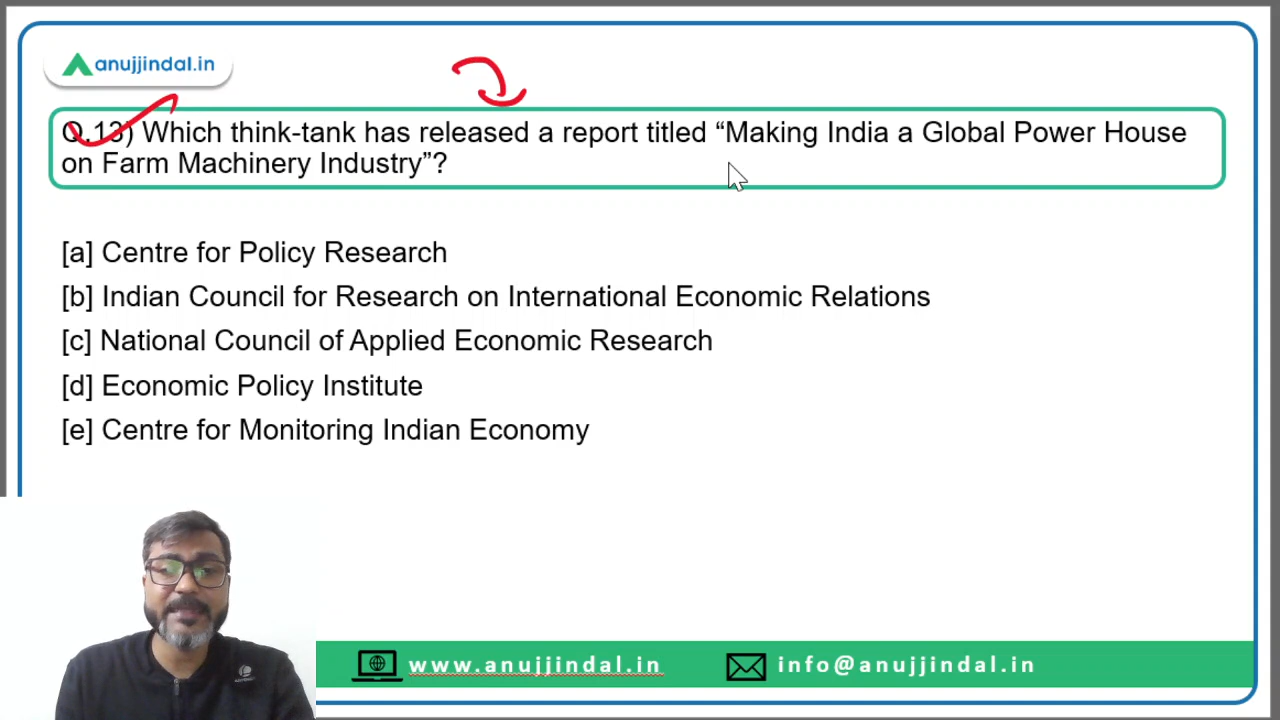 anujjindal.in
Q.13) Which think-tank has released a report titled “Making India a Global Power House
on Farm Machinery Industry”?
[a] Centre for Policy Research
[b] Indian Council for Research on International Economic Relations
[c] National Council of Applied Economic Research
[d] Economic Policy Institute
[e] Centre for Monitoring Indian Economy
www.anujjindal.in
info@anujjindal.in